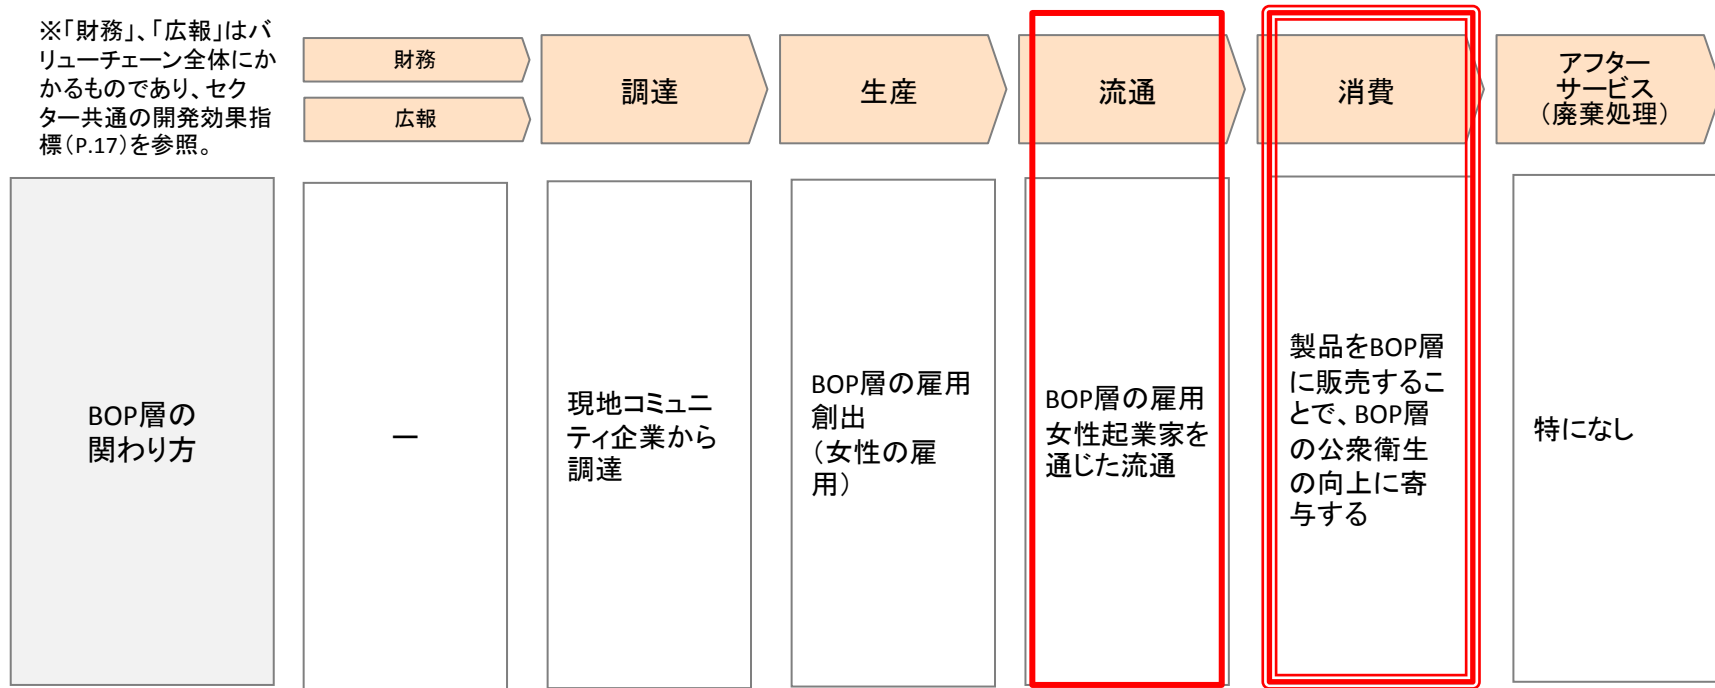 ※「財務」、「広報」はバ
リューチェーン全体にか
かるものであり、セク
ター共通の開発効果指
標（P.17）を参照。
財務
広報
調達
生産
流通
消費
アフター
サービス
（廃棄処理）
BOP層の
関わり方
－
現地コミュニ
ティ企業から
調達
BOP層の雇用
創出
（女性の雇
用）
BOP層の雇用
女性起業家を
通じた流通
製品をBOP層
に販売するこ
とで、BOP層
の公衆衛生
の向上に寄
与する
特になし